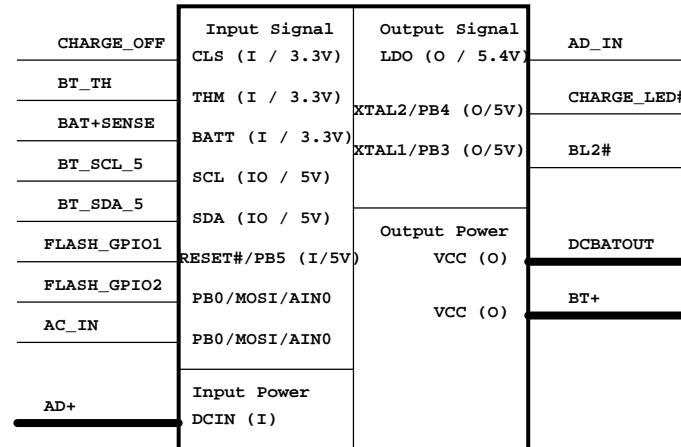 CHARGE_OFF
BT_TH
BAT+SENSE
BT_SCL_5
BT_SDA_5
FLASH_GPIO1
FLASH_GPIO2
AC_IN
AD+
Input Signal
CLS (I / 3.3V)
THM (I / 3.3V)
BATT (I / 3.3V)
SCL (IO / 5V)
SDA (IO / 5V)
RESET#/PB5 (I/5V)
PB0/MOSI/AIN0
PB0/MOSI/AIN0
Input Power
DCIN (I)
Output Signal
LDO (O / 5.4V)
XTAL2/PB4 (O/5V)
XTAL1/PB3 (O/5V)
Output Power
VCC (O)
VCC (O)
AD_IN
CHARGE_LED#
BL2#
DCBATOUT
BT+